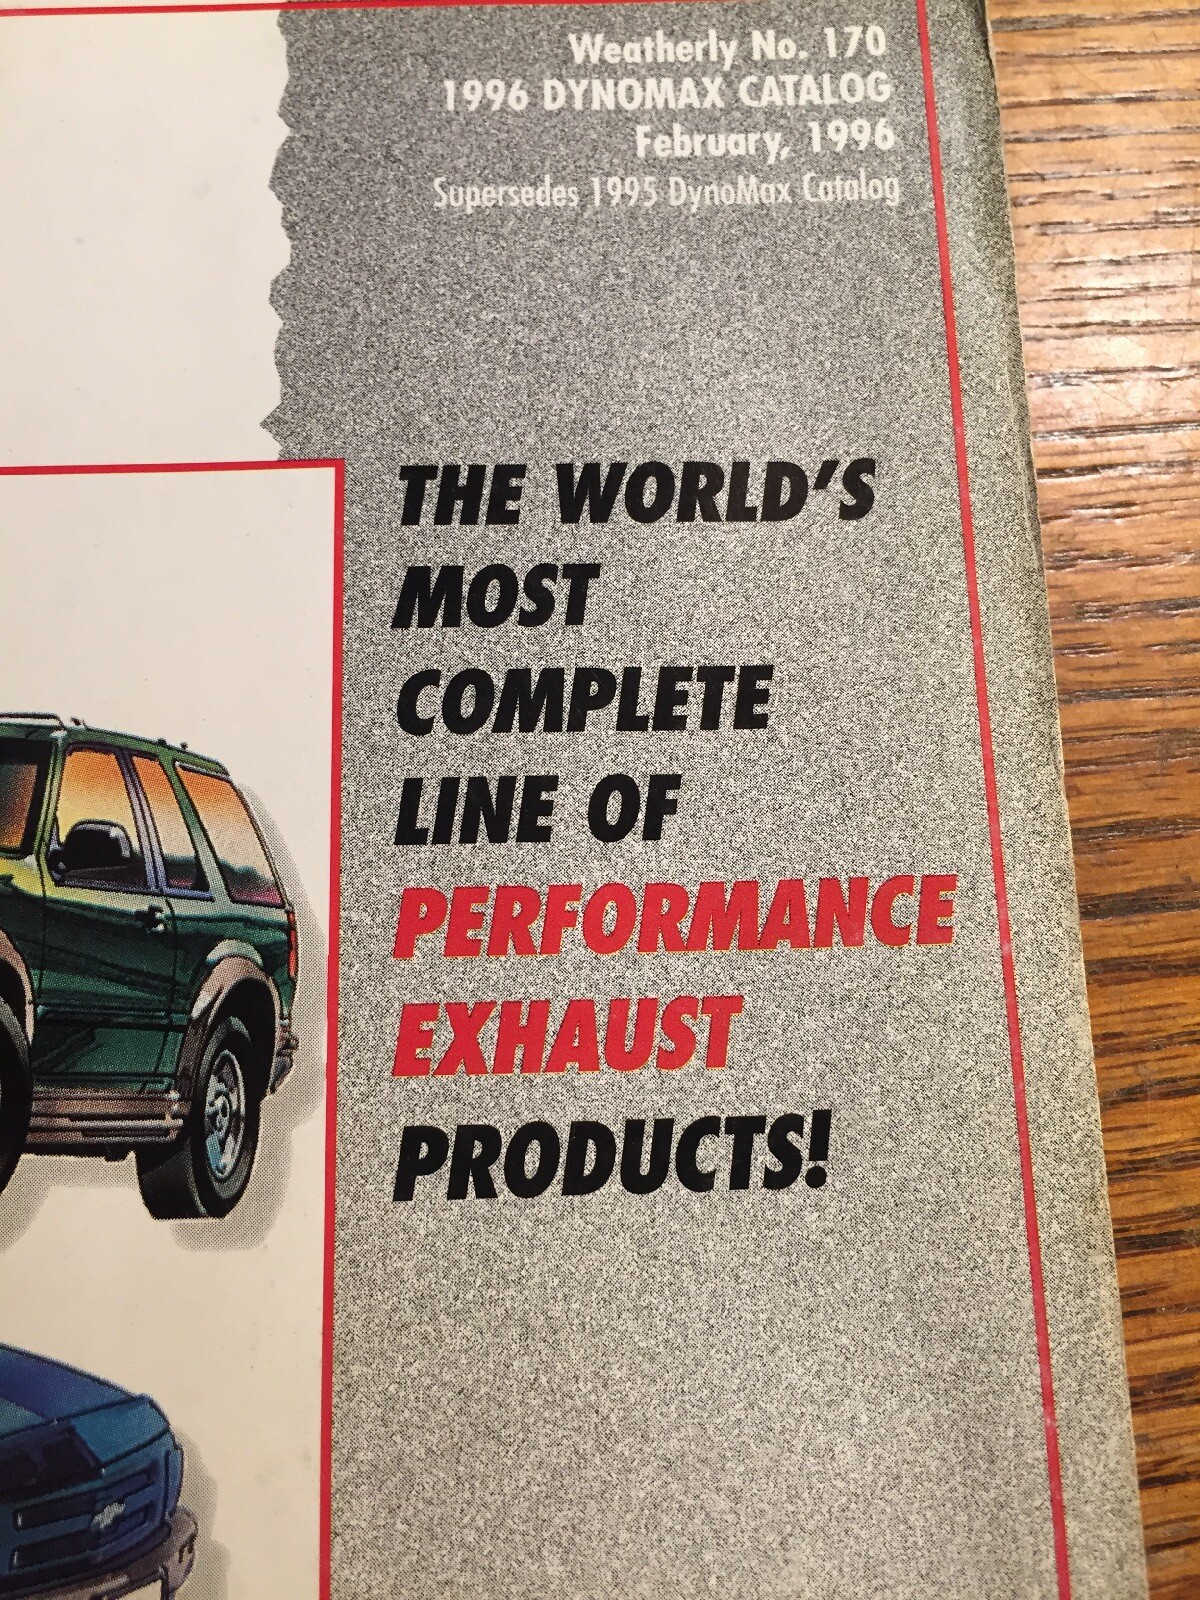 Weatherly No. 170
1996 DYNOMAX CATALOG
February, 1996
Supersedes 1995 DynoMax Catalog
THE WORLD'S
MOST
COMPLETE
LINE OF
PERFORMANCE
EXHAUST
PRODUCTS!